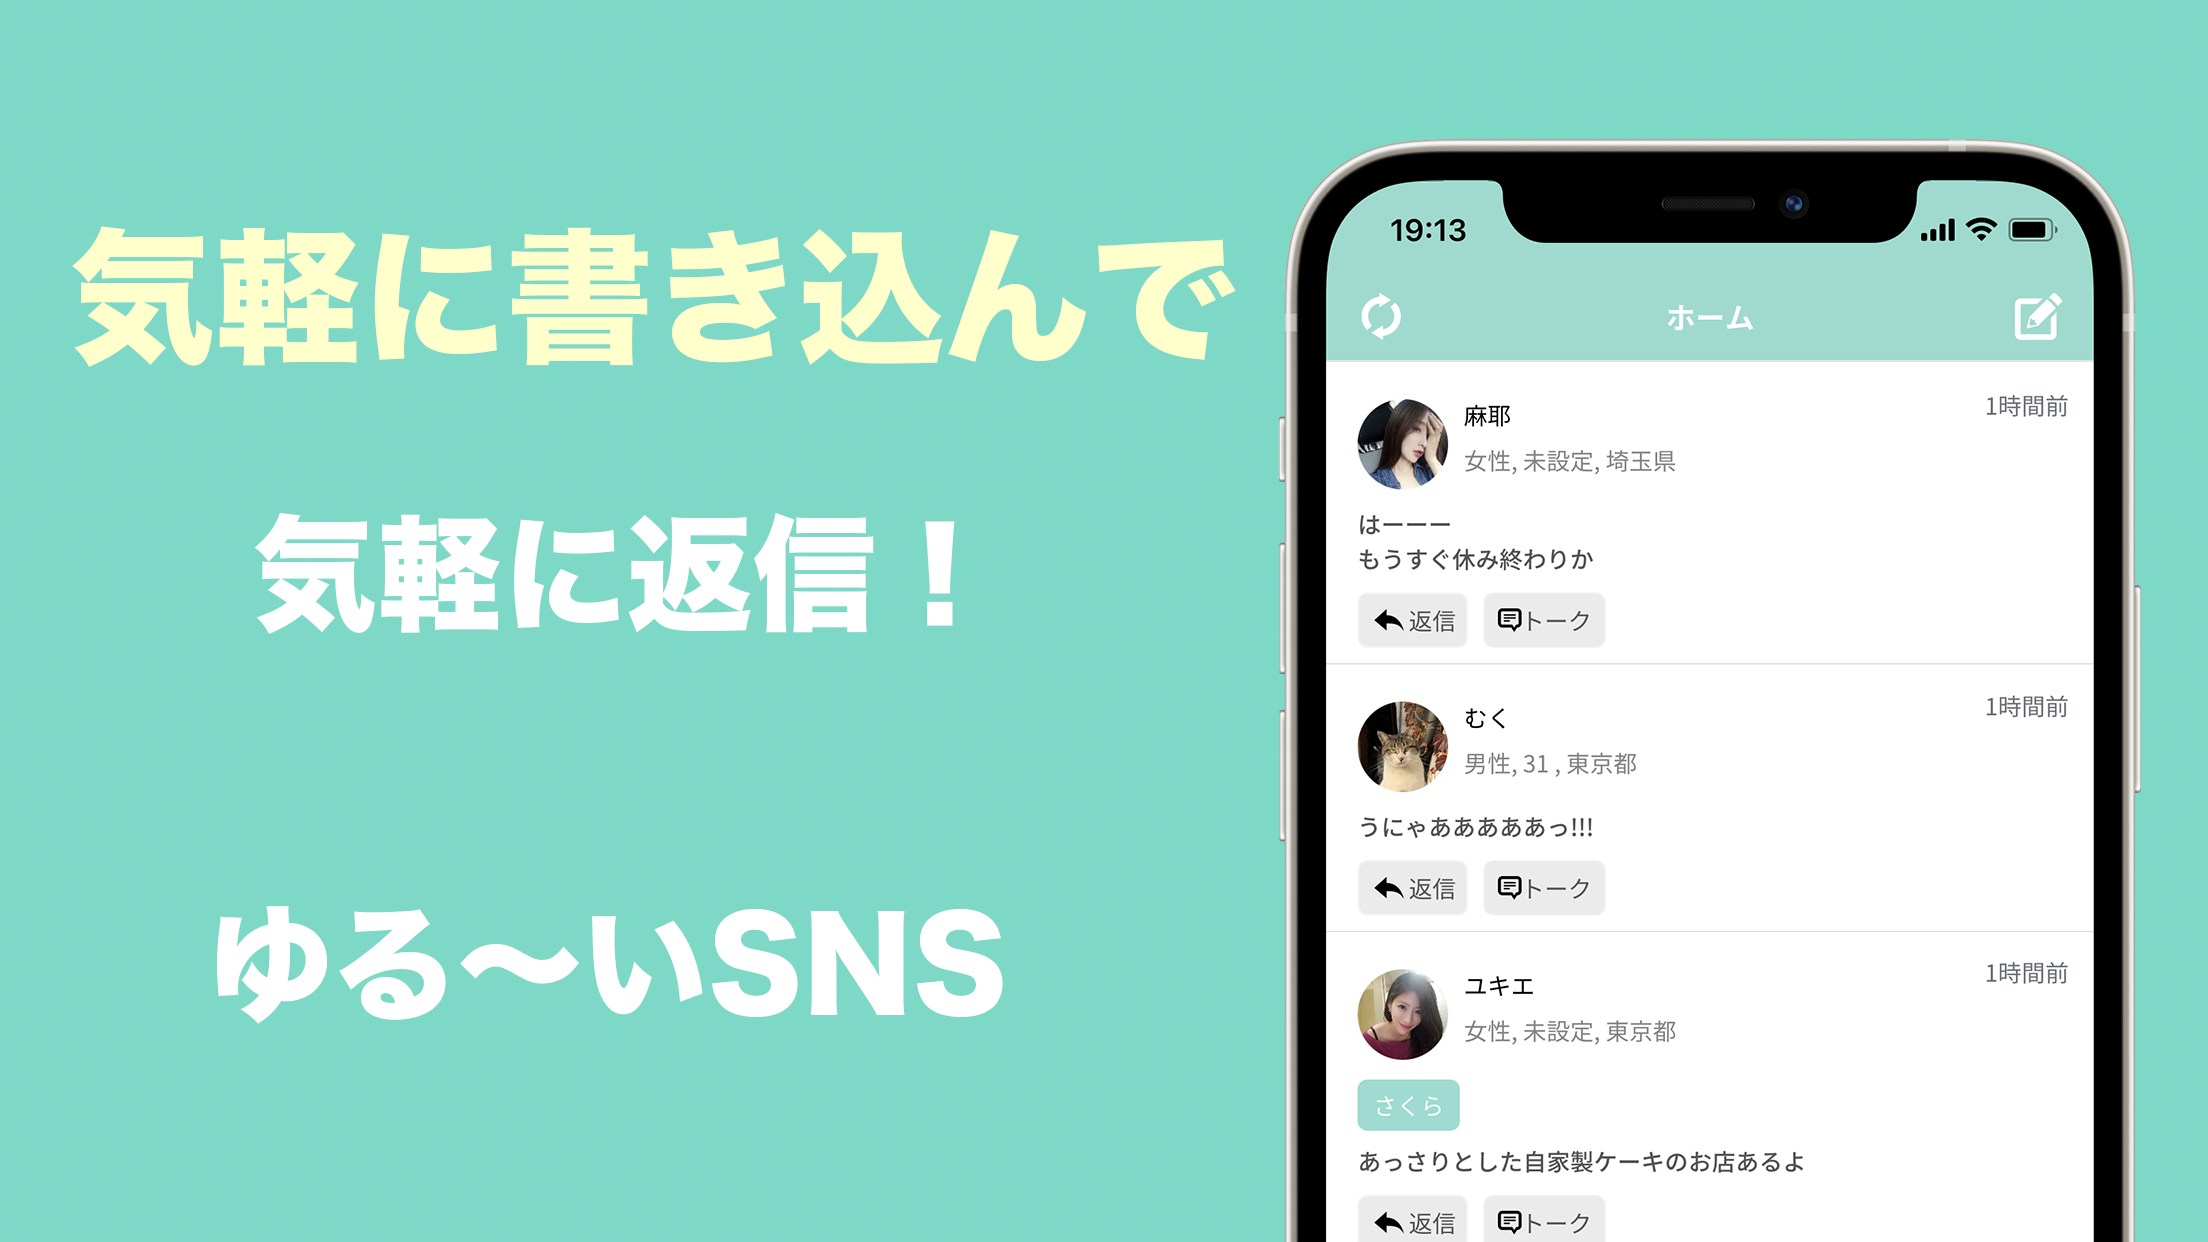 気軽に書き込んで
気軽に返信！
ゆる〜いSNS
19:13
ホーム
麻耶
1時間前
女性, 未設定, 埼玉県
はーーー
もうすぐ休み終わりか
返信 トーク
むく
1時間前
男性, 31 , 東京都
うにゃあああああっ!!!
返信 トーク
ユキエ
1時間前
女性, 未設定, 東京都
さくら
あっさりとした自家製ケーキのお店あるよ
返信 トーク